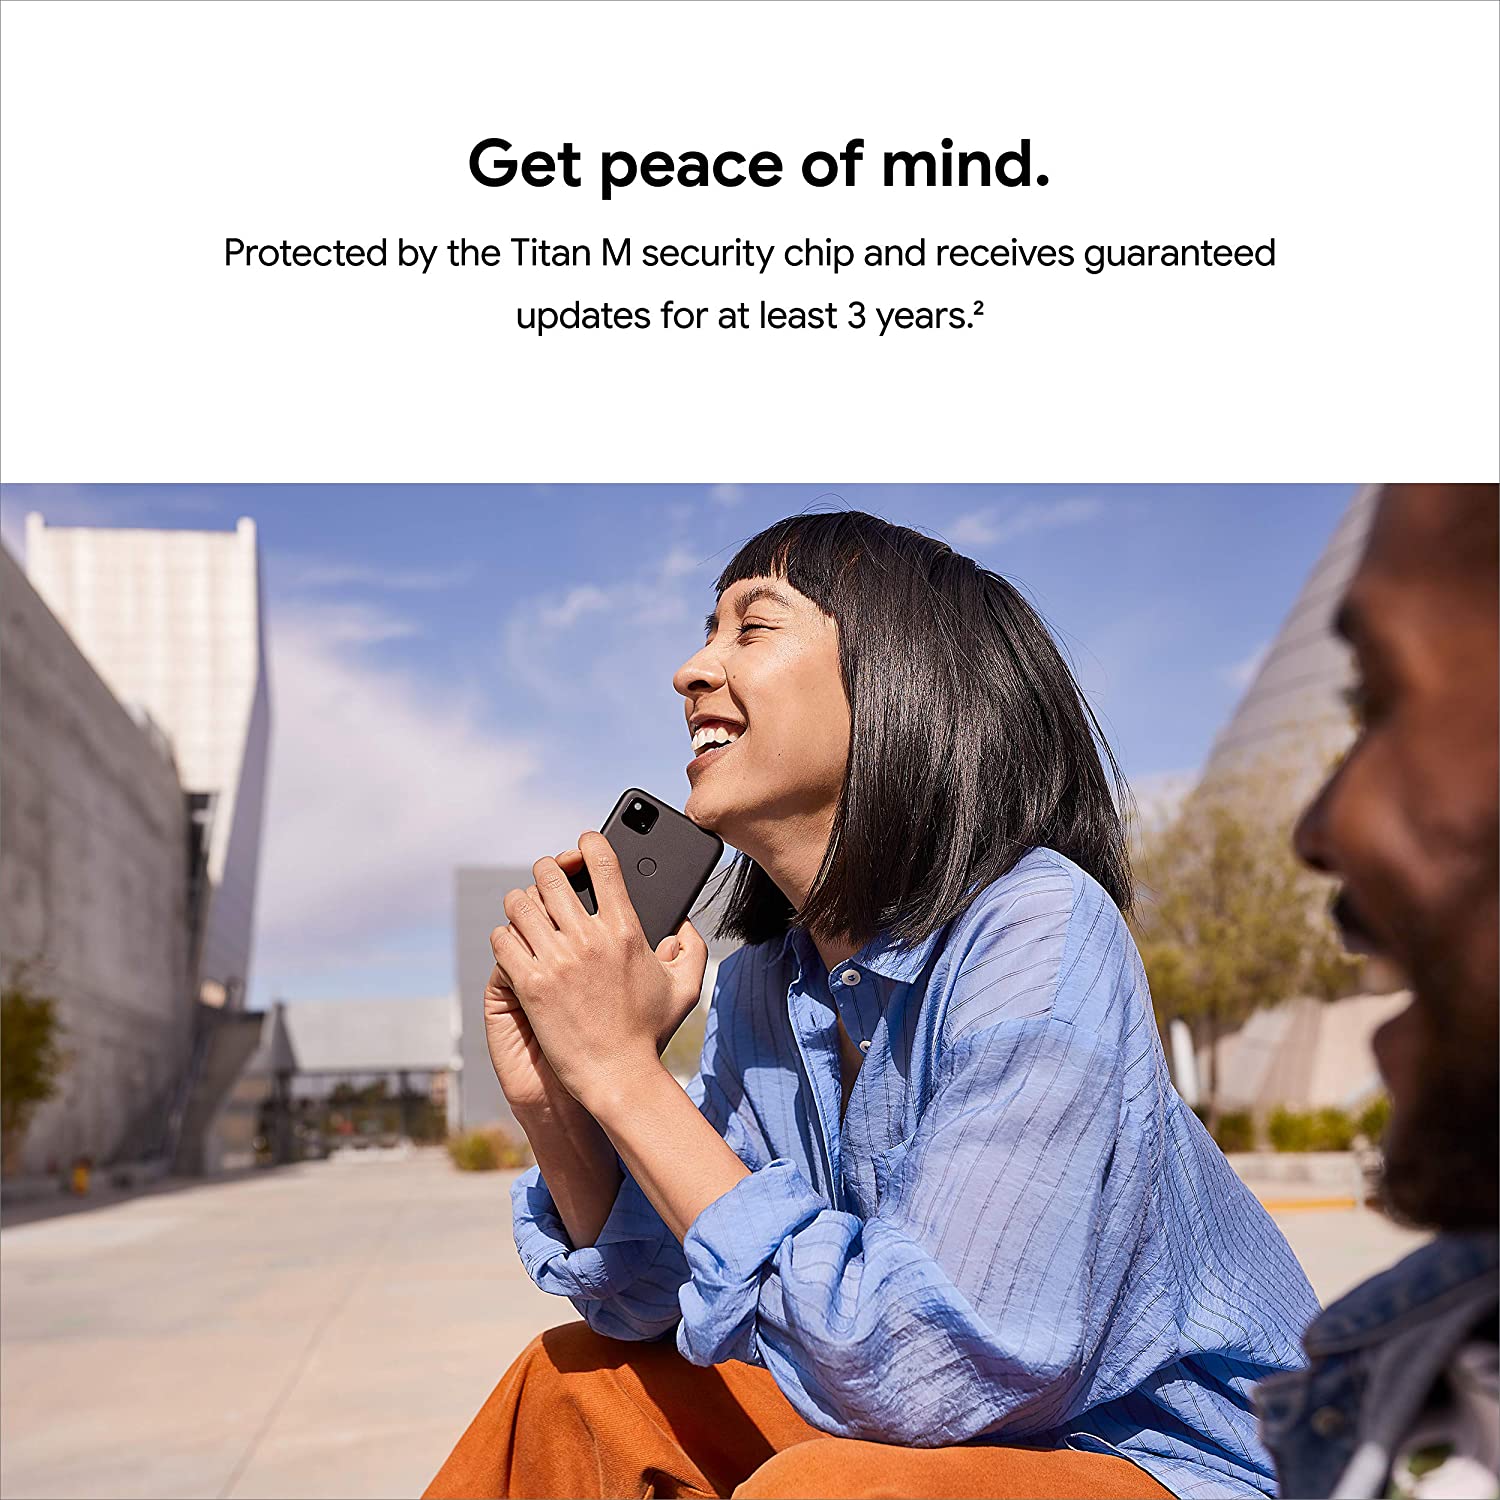 Get peace of mind.
Protected by the Titan M security chip and receives guaranteed
updates for at least 3 years.²